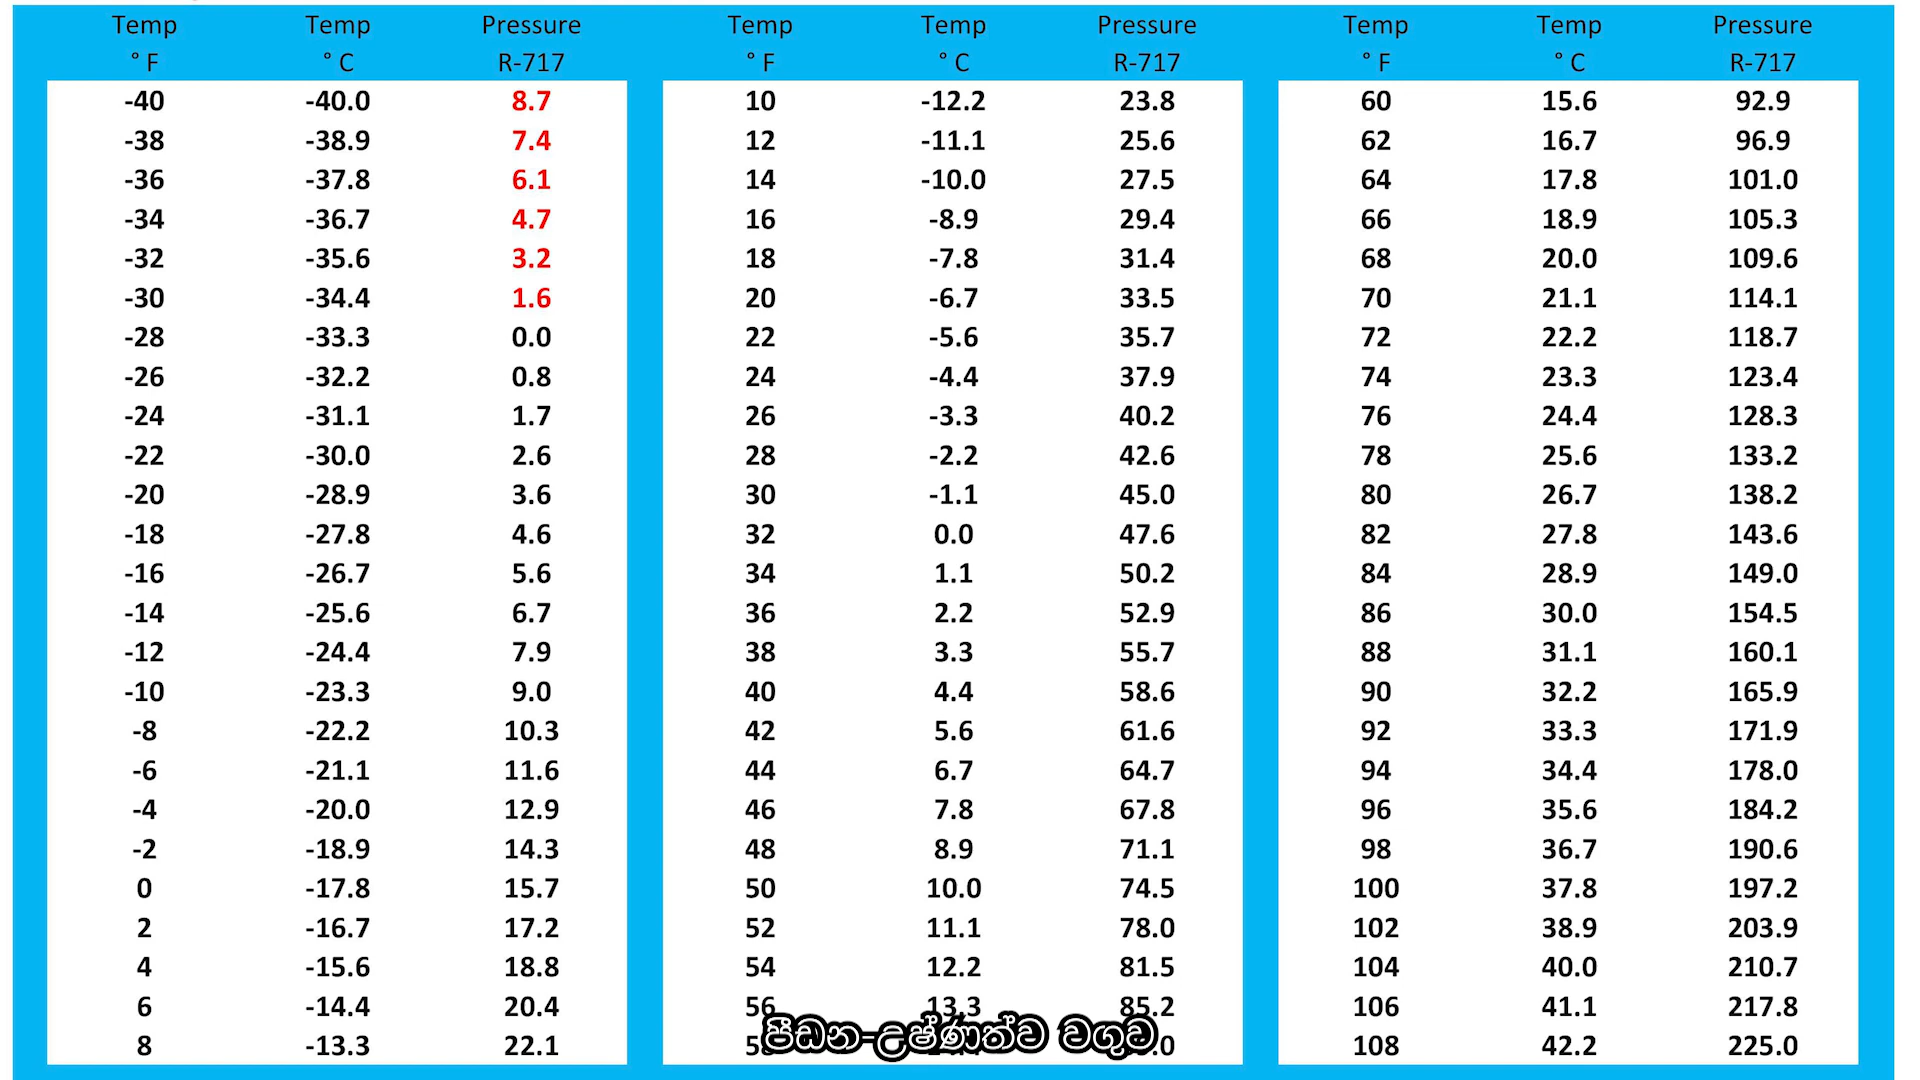 Temp Temp Pressure Temp Temp Pressure Temp Temp Pressure
° F ° C R-717 ° F ° C R-717 ° F ° C R-717
-40 -40.0 8.7 10 -12.2 23.8 60 15.6 92.9
-38 -38.9 7.4 12 -11.1 25.6 62 16.7 96.9
-36 -37.8 6.1 14 -10.0 27.5 64 17.8 101.0
-34 -36.7 4.7 16 -8.9 29.4 66 18.9 105.3
-32 -35.6 3.2 18 -7.8 31.4 68 20.0 109.6
-30 -34.4 1.6 20 -6.7 33.5 70 21.1 114.1
-28 -33.3 0.0 22 -5.6 35.7 72 22.2 118.7
-26 -32.2 0.8 24 -4.4 37.9 74 23.3 123.4
-24 -31.1 1.7 26 -3.3 40.2 76 24.4 128.3
-22 -30.0 2.6 28 -2.2 42.6 78 25.6 133.2
-20 -28.9 3.6 30 -1.1 45.0 80 26.7 138.2
-18 -27.8 4.6 32 0.0 47.6 82 27.8 143.6
-16 -26.7 5.6 34 1.1 50.2 84 28.9 149.0
-14 -25.6 6.7 36 2.2 52.9 86 30.0 154.5
-12 -24.4 7.9 38 3.3 55.7 88 31.1 160.1
-10 -23.3 9.0 40 4.4 58.6 90 32.2 165.9
-8 -22.2 10.3 42 5.6 61.6 92 33.3 171.9
-6 -21.1 11.6 44 6.7 64.7 94 34.4 178.0
-4 -20.0 12.9 46 7.8 67.8 96 35.6 184.2
-2 -18.9 14.3 48 8.9 71.1 98 36.7 190.6
0 -17.8 15.7 50 10.0 74.5 100 37.8 197.2
2 -16.7 17.2 52 11.1 78.0 102 38.9 203.9
4 -15.6 18.8 54 12.2 81.5 104 40.0 210.7
6 -14.4 20.4 56 13.3 85.2 106 41.1 217.8
8 -13.3 22.1 108 42.2 225.0
පීඩන-උෂ්ණත්ව වගුව